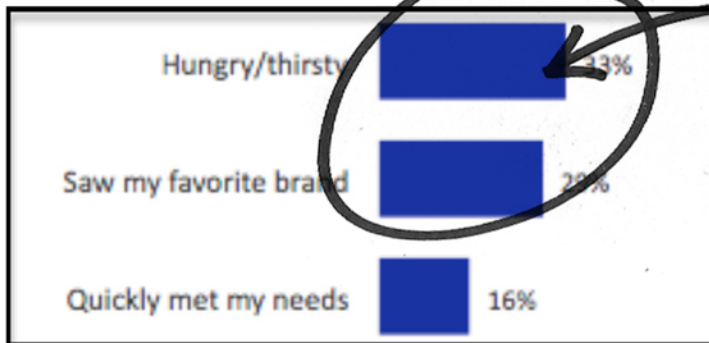 Hungry/thirsty 33%
Saw my favorite brand 29%
Quickly met my needs 16%